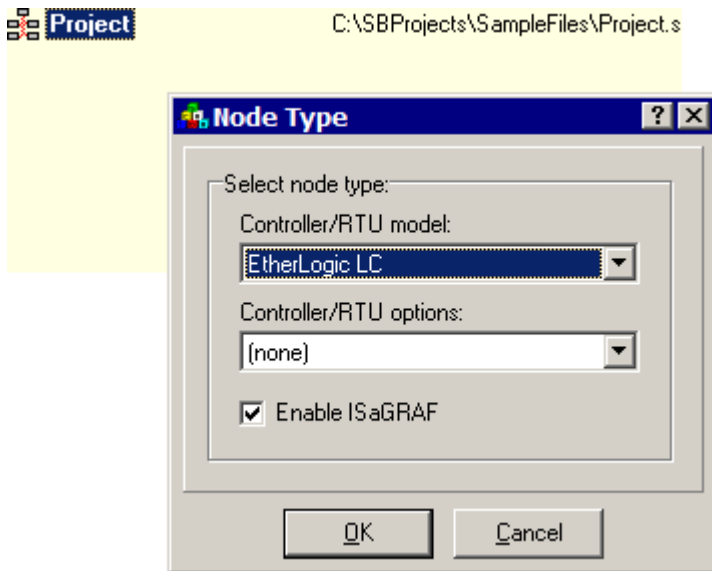 Project C:\SBProjects\SampleFiles\Project.s
Node Type
Select node type:
Controller/RTU model:
EtherLogic LC
Controller/RTU options:
(none)
Enable ISaGRAF
OK Cancel